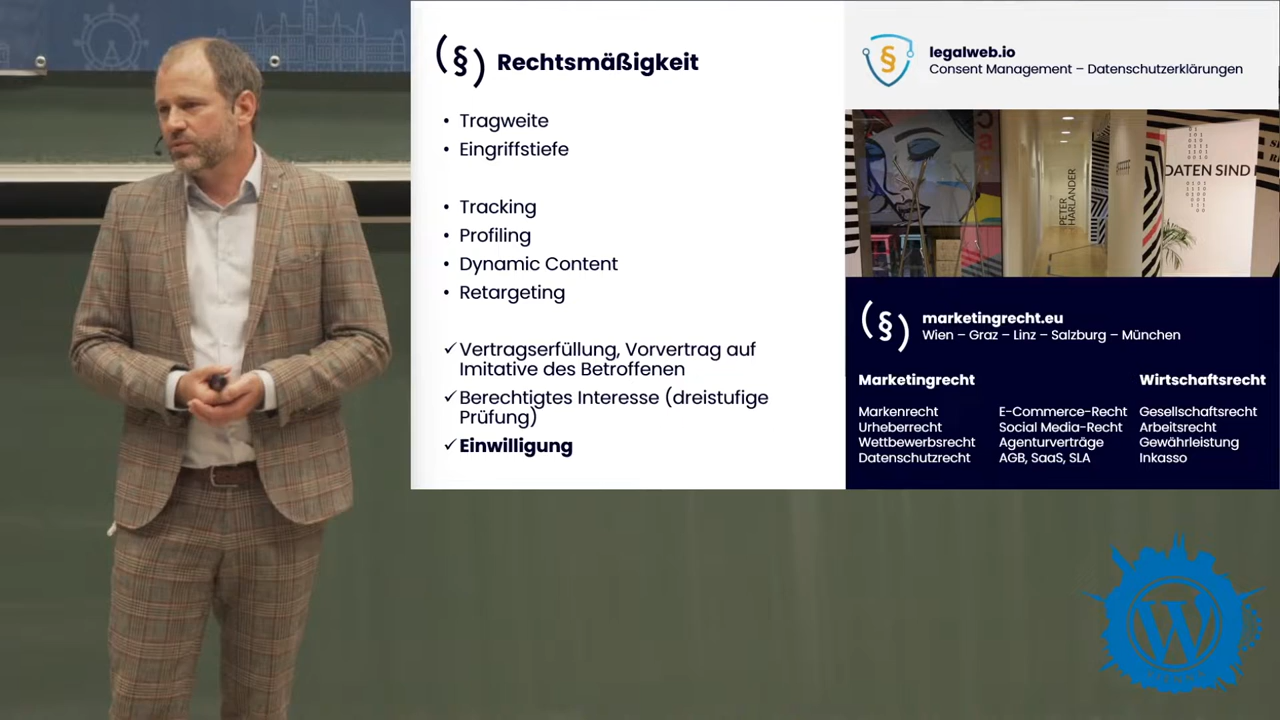 (§) Rechtsmäßigkeit
• Tragweite
• Eingriffstiefe
• Tracking
• Profiling
• Dynamic Content
• Retargeting
✓ Vertragserfüllung, Vorvertrag auf
Imitative des Betroffenen
✓ Berechtigtes Interesse (dreistufige
Prüfung)
✓ Einwilligung
§
legalweb.io
Consent Management – Datenschutzerklärungen
PETER
HARLANDER
DATEN SIND
(§)
marketingrecht.eu
Wien – Graz – Linz – Salzburg – München
Marketingrecht
Markenrecht
Urheberrecht
Wettbewerbsrecht
Datenschutzrecht
E-Commerce-Recht
Social Media-Recht
Agenturverträge
AGB, SaaS, SLA
Wirtschaftsrecht
Gesellschaftsrecht
Arbeitsrecht
Gewährleistung
Inkasso
W